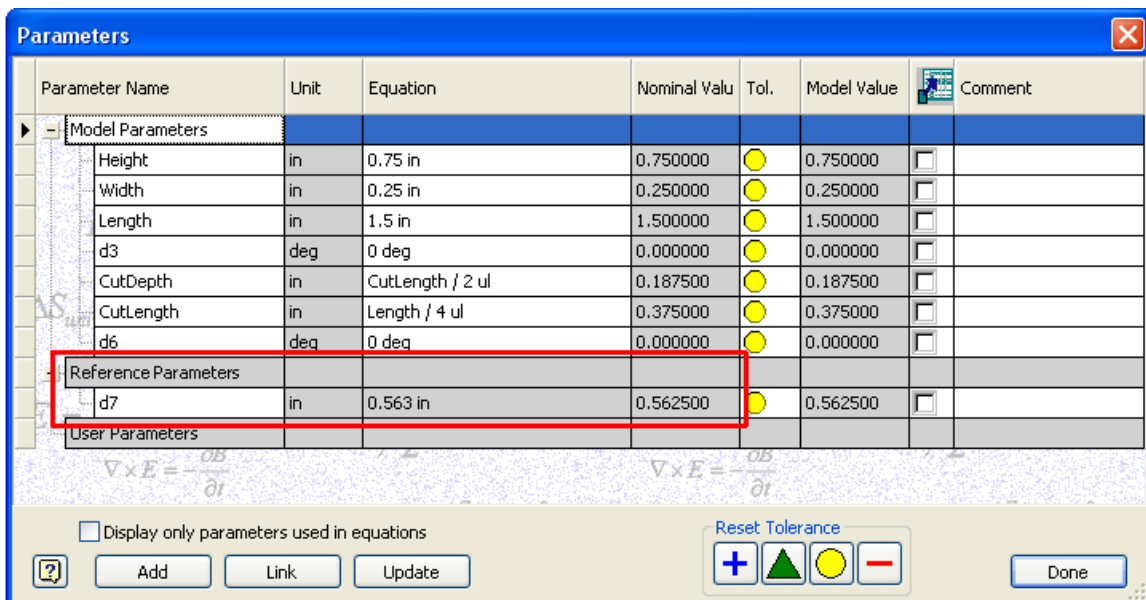 Parameters
Parameter Name Unit Equation Nominal Valu Tol. Model Value Comment
Model Parameters
Height in 0.75 in 0.750000 0.750000
Width in 0.25 in 0.250000 0.250000
Length in 1.5 in 1.500000 1.500000
d3 deg 0 deg 0.000000 0.000000
CutDepth in CutLength / 2 ul 0.187500 0.187500
CutLength in Length / 4 ul 0.375000 0.375000
d6 deg 0 deg 0.000000 0.000000
Reference Parameters
d7 in 0.563 in 0.562500 0.562500
User Parameters
∇ × E = - ∂B/∂t ∇ × E = - ∂B/∂t
Display only parameters used in equations Reset Tolerance
Add Link Update Done